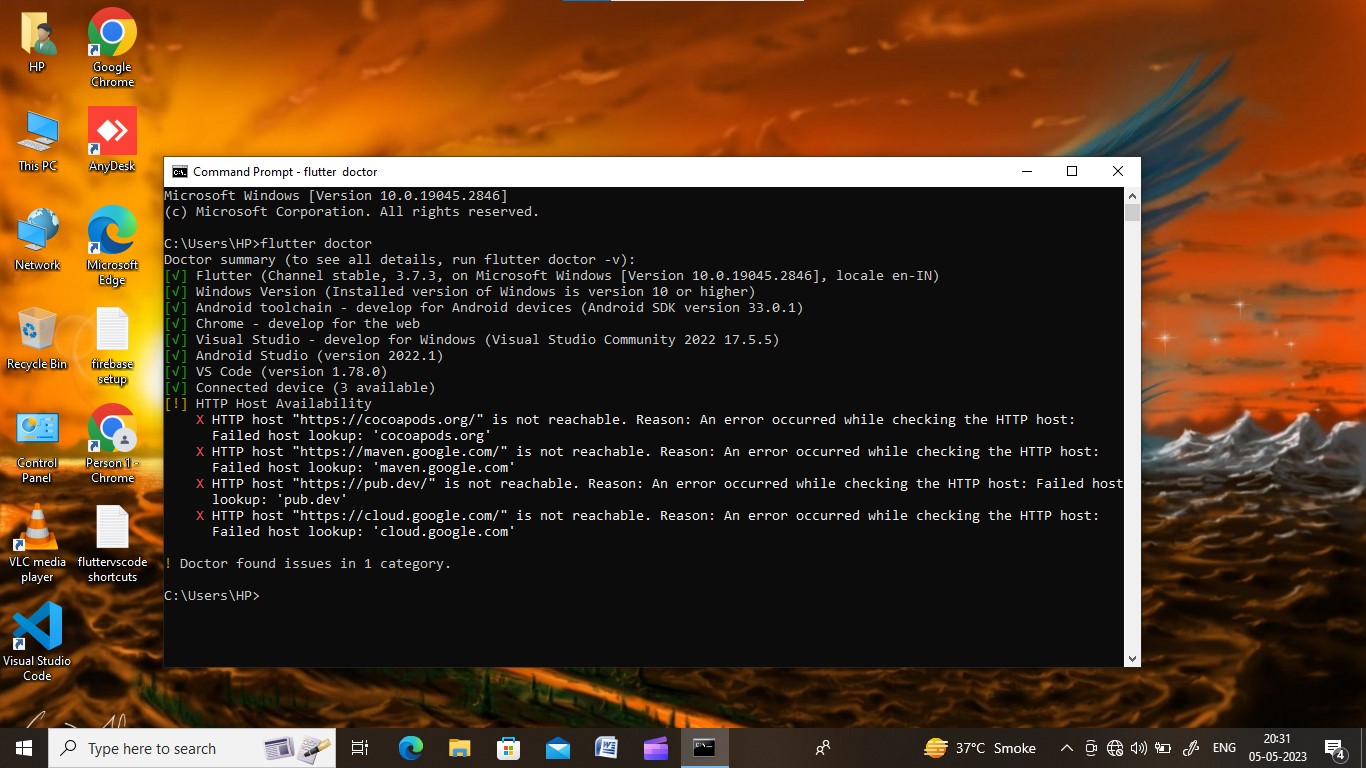 HP
Google
Chrome
This PC
AnyDesk
Network
Microsoft
Edge
Recycle Bin
firebase
setup
Control
Panel
Person 1 -
Chrome
VLC media
player
fluttervscode
shortcuts
Visual Studio
Code
Command Prompt - flutter doctor
Microsoft Windows [Version 10.0.19045.2846]
(c) Microsoft Corporation. All rights reserved.
C:\Users\HP>flutter doctor
Doctor summary (to see all details, run flutter doctor -v):
[√] Flutter (Channel stable, 3.7.3, on Microsoft Windows [Version 10.0.19045.2846], locale en-IN)
[√] Windows Version (Installed version of Windows is version 10 or higher)
[√] Android toolchain - develop for Android devices (Android SDK version 33.0.1)
[√] Chrome - develop for the web
[√] Visual Studio - develop for Windows (Visual Studio Community 2022 17.5.5)
[√] Android Studio (version 2022.1)
[√] VS Code (version 1.78.0)
[√] Connected device (3 available)
[!] HTTP Host Availability
X HTTP host "https://cocoapods.org/" is not reachable. Reason: An error occurred while checking the HTTP host:
Failed host lookup: 'cocoapods.org'
X HTTP host "https://maven.google.com/" is not reachable. Reason: An error occurred while checking the HTTP host:
Failed host lookup: 'maven.google.com'
X HTTP host "https://pub.dev/" is not reachable. Reason: An error occurred while checking the HTTP host: Failed host
lookup: 'pub.dev'
X HTTP host "https://cloud.google.com/" is not reachable. Reason: An error occurred while checking the HTTP host:
Failed host lookup: 'cloud.google.com'
! Doctor found issues in 1 category.
C:\Users\HP>
Type here to search
37°C Smoke
ENG
20:31
05-05-2023
4